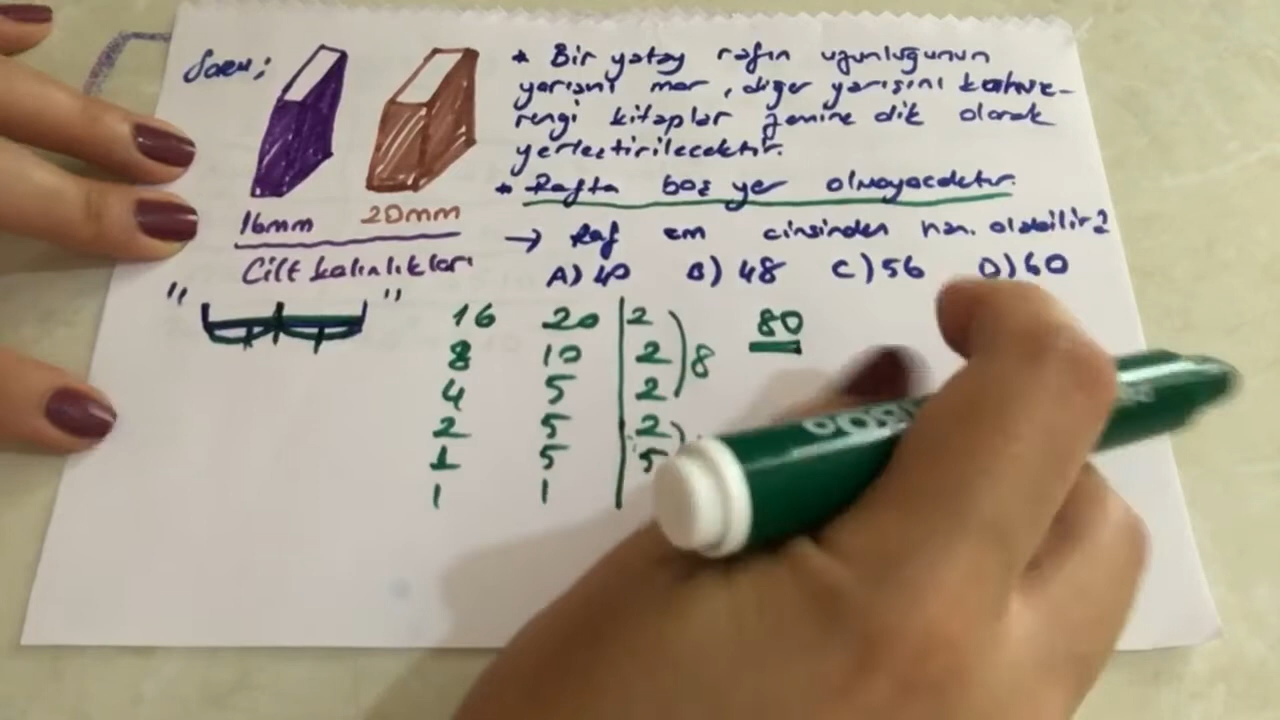 Soru:
* Bir yatay rafın uzunluğunun
yarısını mor, diğer yarısını kahve-
rengi kitaplar zemine dik olarak
yerleştirilecektir.
* Rafta boş yer olmayacaktır.
16mm 20mm
Cilt kalınlıkları
→ Raf cm cinsinden han. olabilir?
A) 40 B) 48 C) 56 D) 60
" "
16 20 2
8 10 2 8 80
4 5 2
2 5 2
1 5 5
1 1